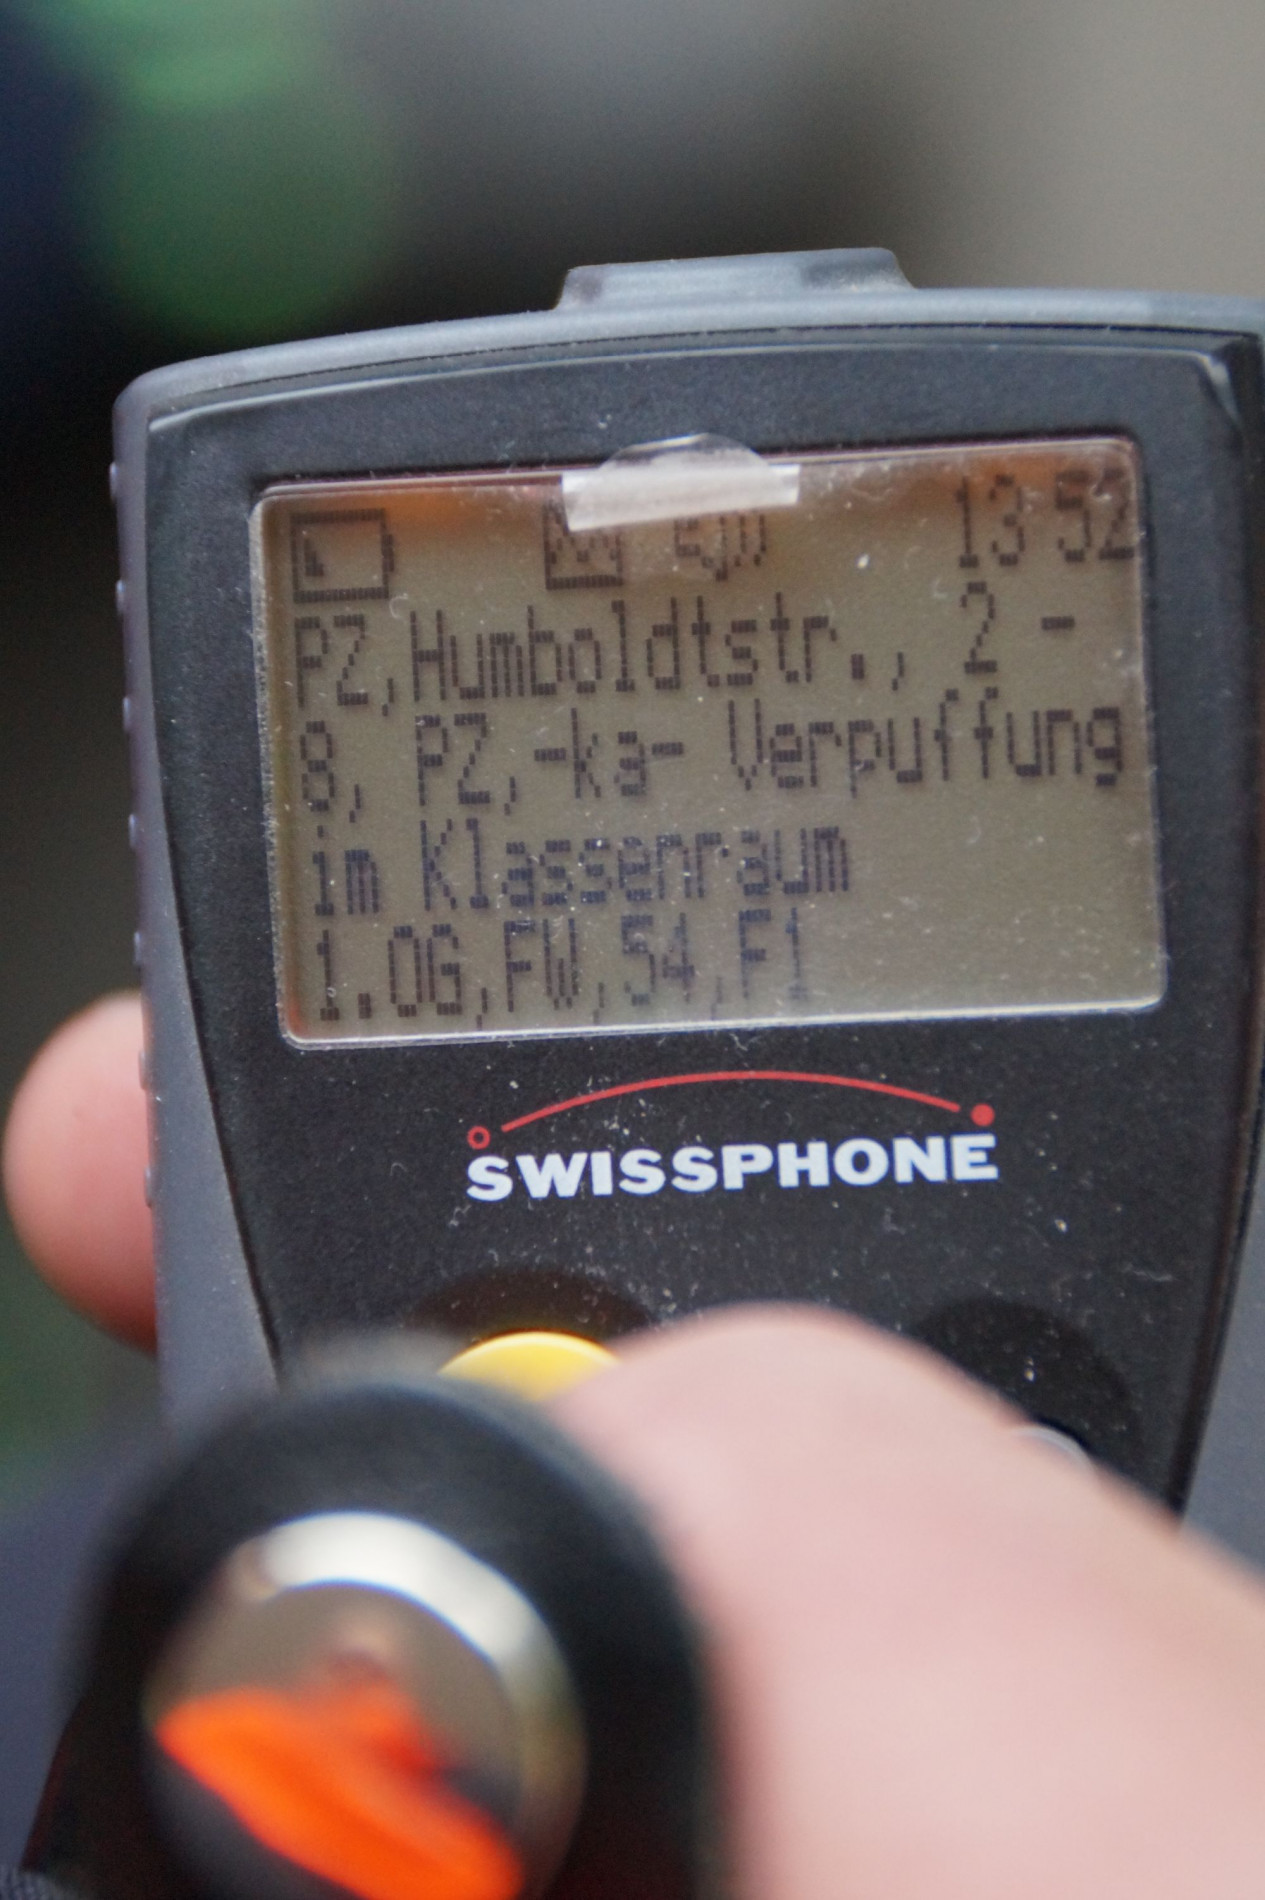 13 52
PZ,Humboldtstr., 2 -
8, PZ,-ka- Verpuffung
im Klassenraum
1.OG,FW,54,F1
SWISSPHONE